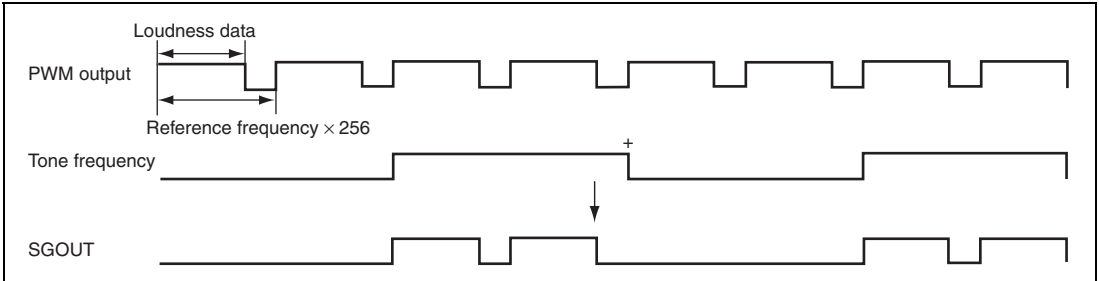 Loudness data
PWM output
Reference frequency × 256
Tone frequency
+
SGOUT